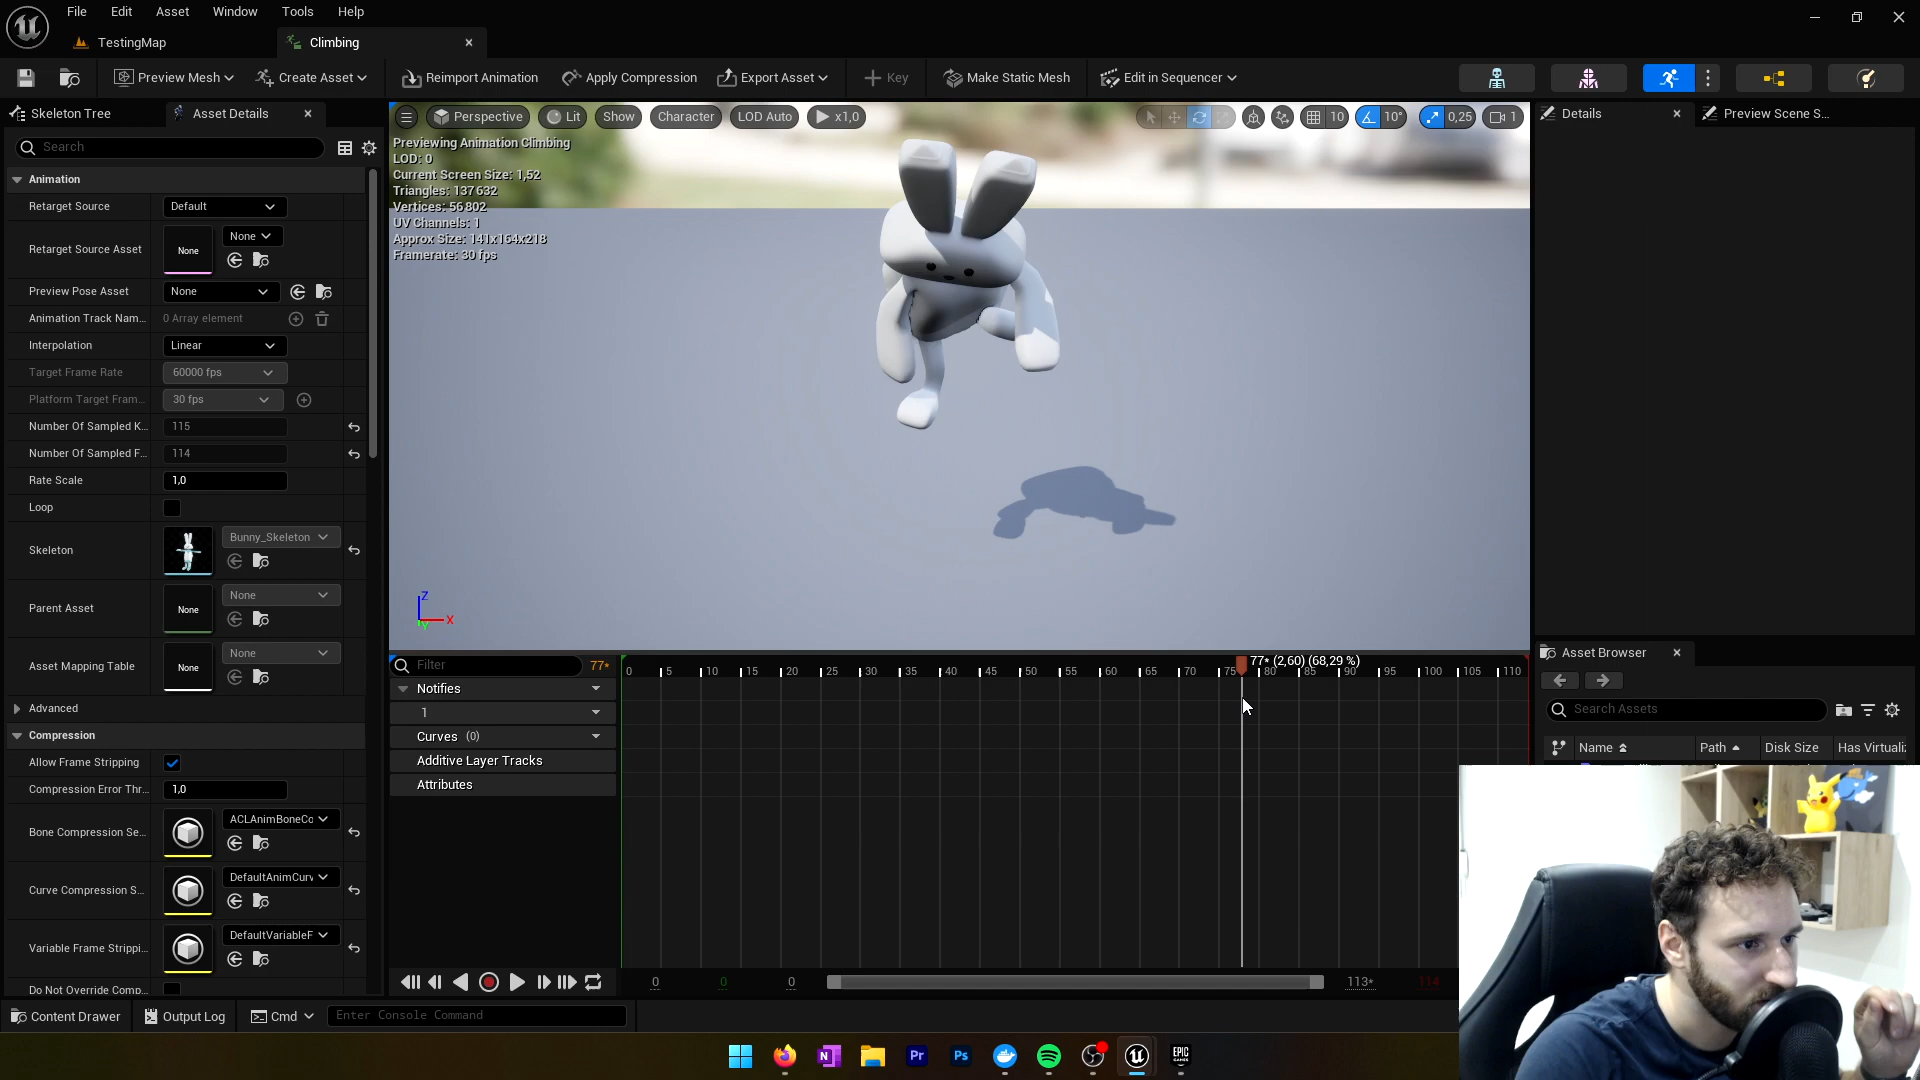 File Edit Asset Window Tools Help
TestingMap Climbing
Preview Mesh Create Asset Reimport Animation Apply Compression Export Asset Key Make Static Mesh Edit in Sequencer
Skeleton Tree Asset Details
Search
Animation
Retarget Source Default
Retarget Source Asset None None
Preview Pose Asset None
Animation Track Nam... 0 Array element
Interpolation Linear
Target Frame Rate 60000 fps
Platform Target Fram... 30 fps
Number Of Sampled K... 115
Number Of Sampled F... 114
Rate Scale 1,0
Loop
Skeleton Bunny_Skeleton
Parent Asset None None
Asset Mapping Table None None
Advanced
Compression
Allow Frame Stripping
Compression Error Thr... 1,0
Bone Compression Se... ACLAnimBoneCo
Curve Compression S... DefaultAnimCurv
Variable Frame Strippi... DefaultVariableF
Do Not Override Comp...
Perspective Lit Show Character LOD Auto x1,0 10 10° 0,25 1
Previewing Animation Climbing
LOD: 0
Current Screen Size: 1,52
Triangles: 137 632
Vertices: 56 802
UV Channels: 1
Approx Size: 141x164x218
Framerate: 30 fps
Z
X
Y
Filter 77*
77* (2,60) (68,29 %)
0 5 10 15 20 25 30 35 40 45 50 55 60 65 70 75 80 85 90 95 100 105 110
Notifies
1
Curves (0)
Additive Layer Tracks
Attributes
0 0 0 113* 114
Details Preview Scene S...
Asset Browser
Search Assets
Name Path Disk Size Has Virtualiz
Content Drawer Output Log Cmd Enter Console Command
N Pr Ps EPIC GAMES